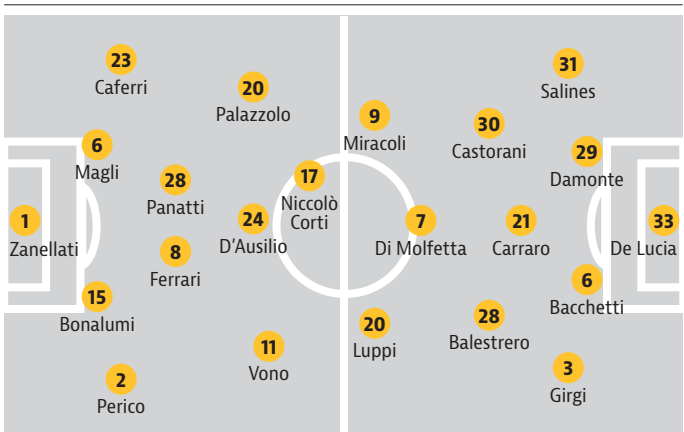 23
Caferri
20
Palazzolo
6
Magli
28
Panatti
17
Niccolò
Corti
1
Zanellati
24
D'Ausilio
8
Ferrari
15
Bonalumi
11
Vono
2
Perico
31
Salines
9
Miracoli
30
Castorani
29
Damonte
7
Di Molfetta
21
Carraro
33
De Lucia
6
Bacchetti
20
Luppi
28
Balestrero
3
Girgi